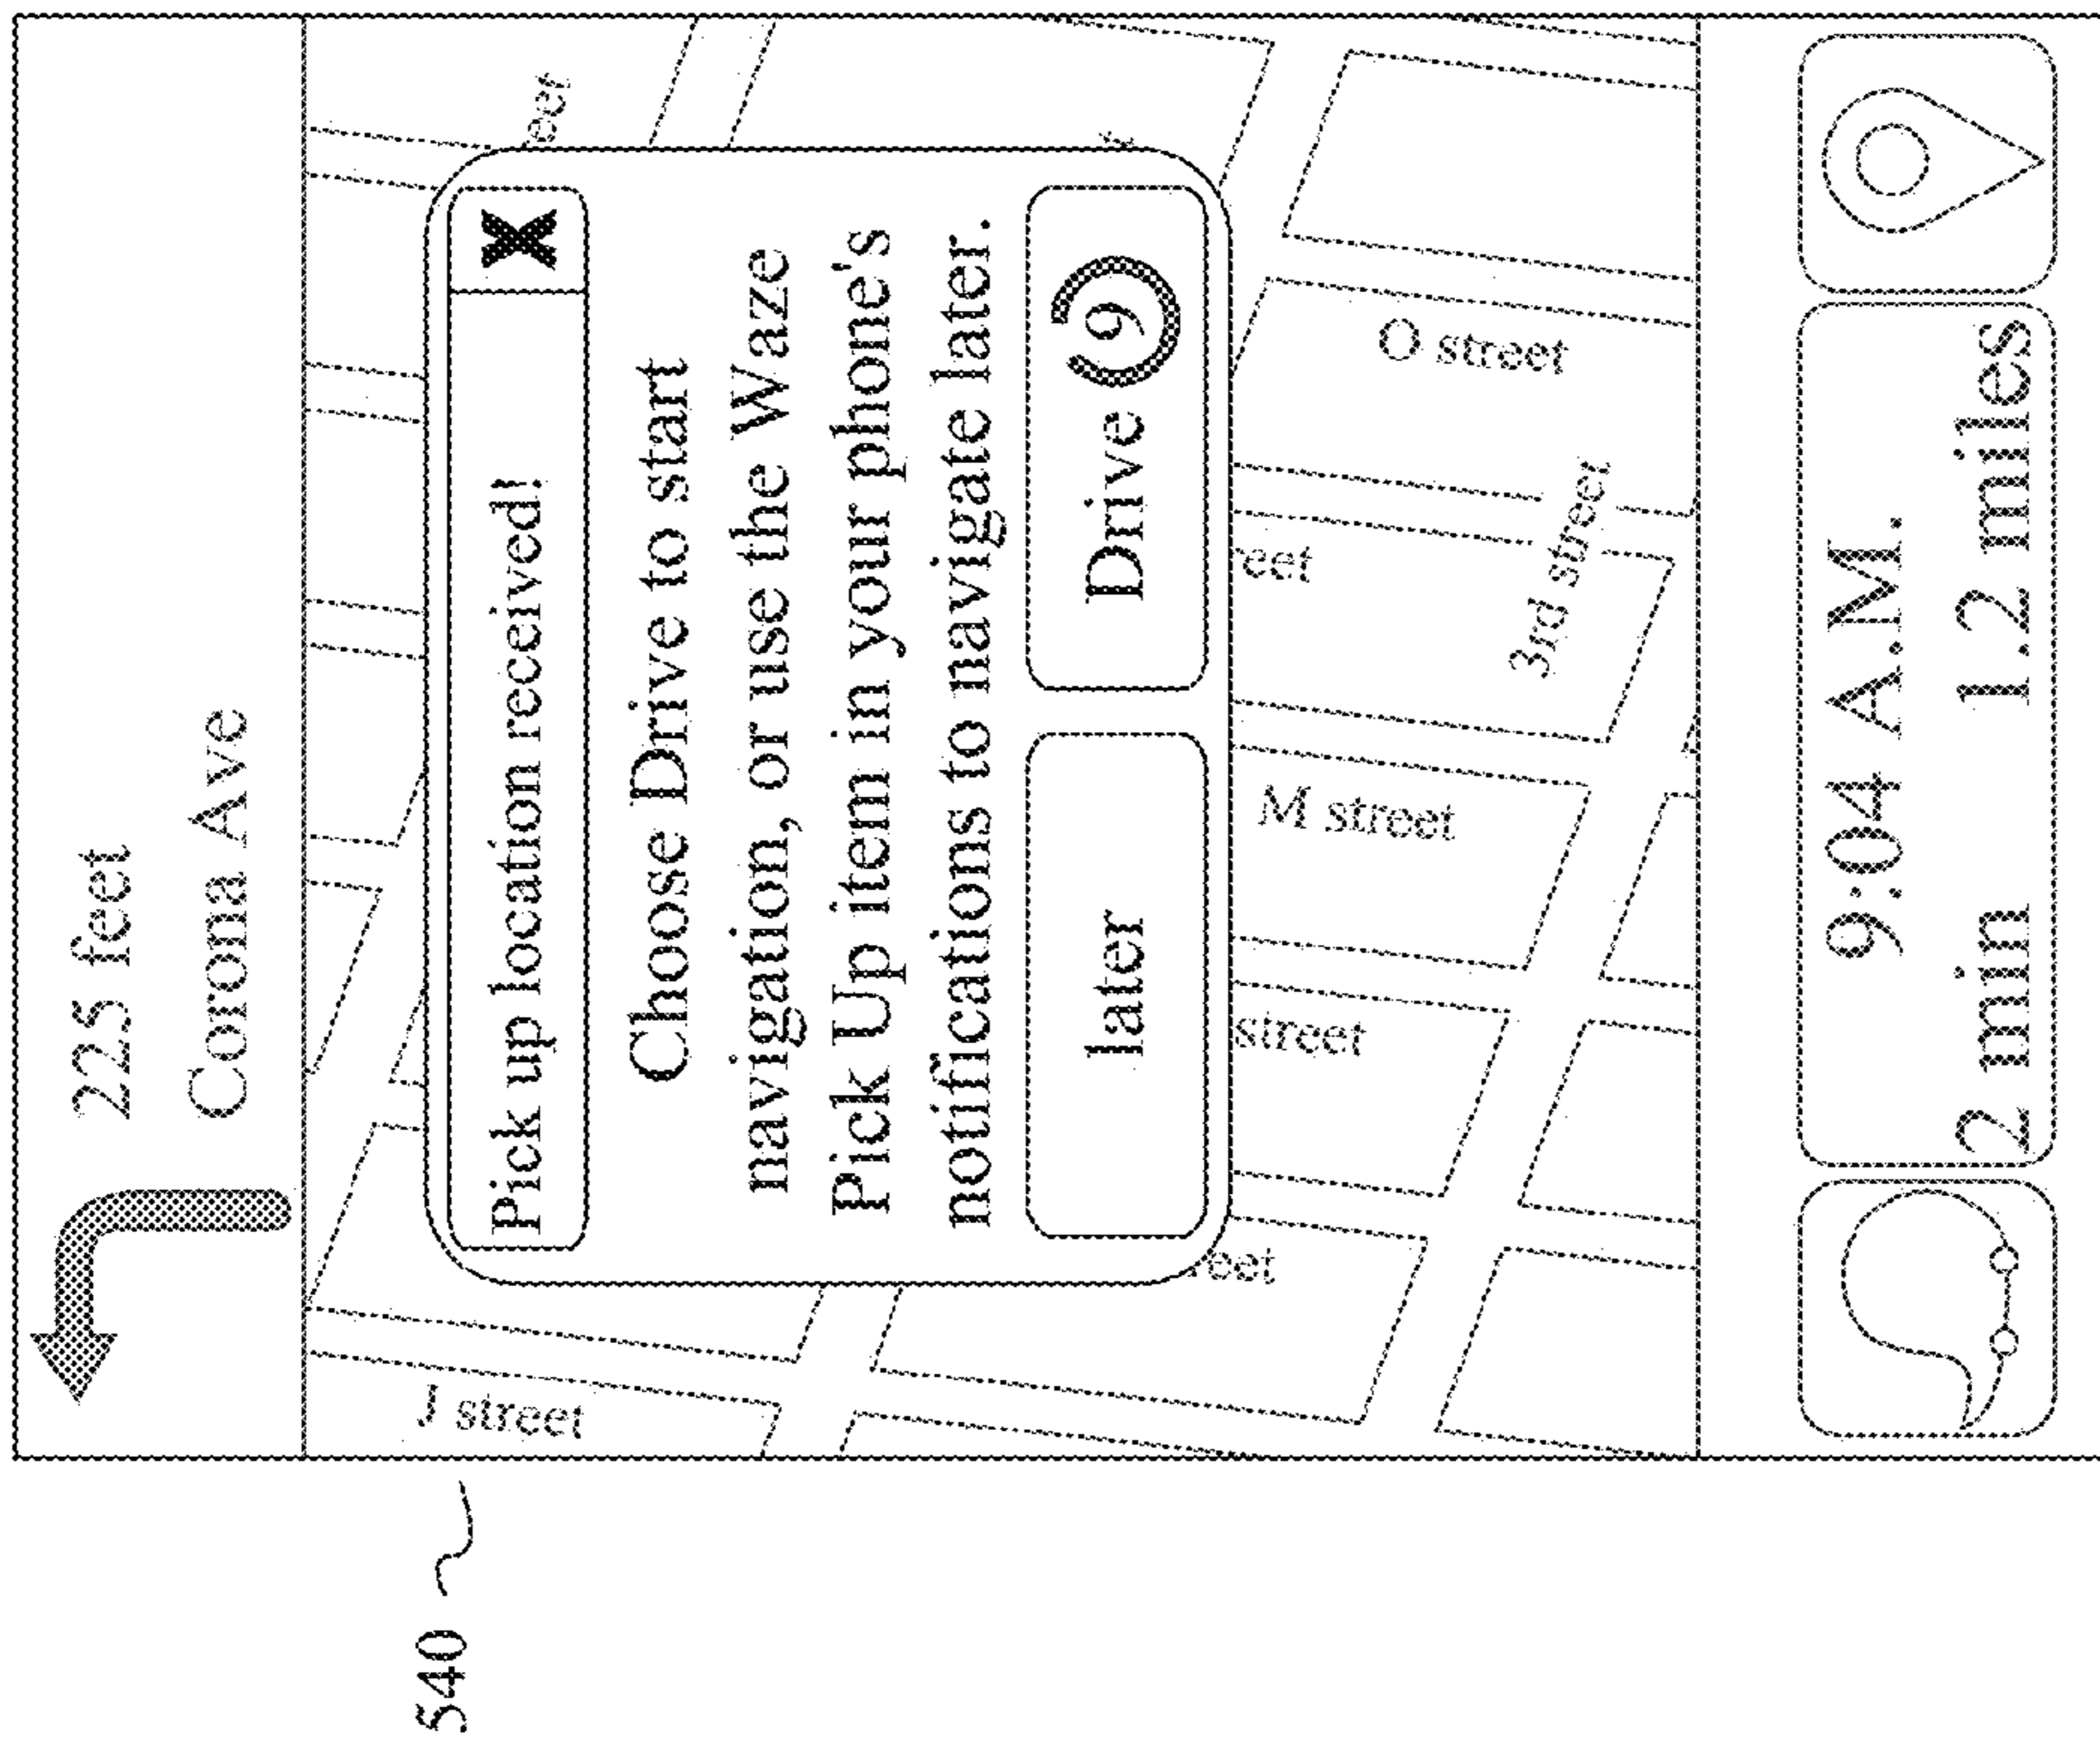 225 feet
Corona Ave
Pick up location received! X
Choose Drive to start
navigation, or use the Waze
Pick Up item in your phone's
notifications to navigate later.
later
Drive 9
J street
M street
O street
3rd street
street
9:04 A.M.
2 min 1.2 miles
540